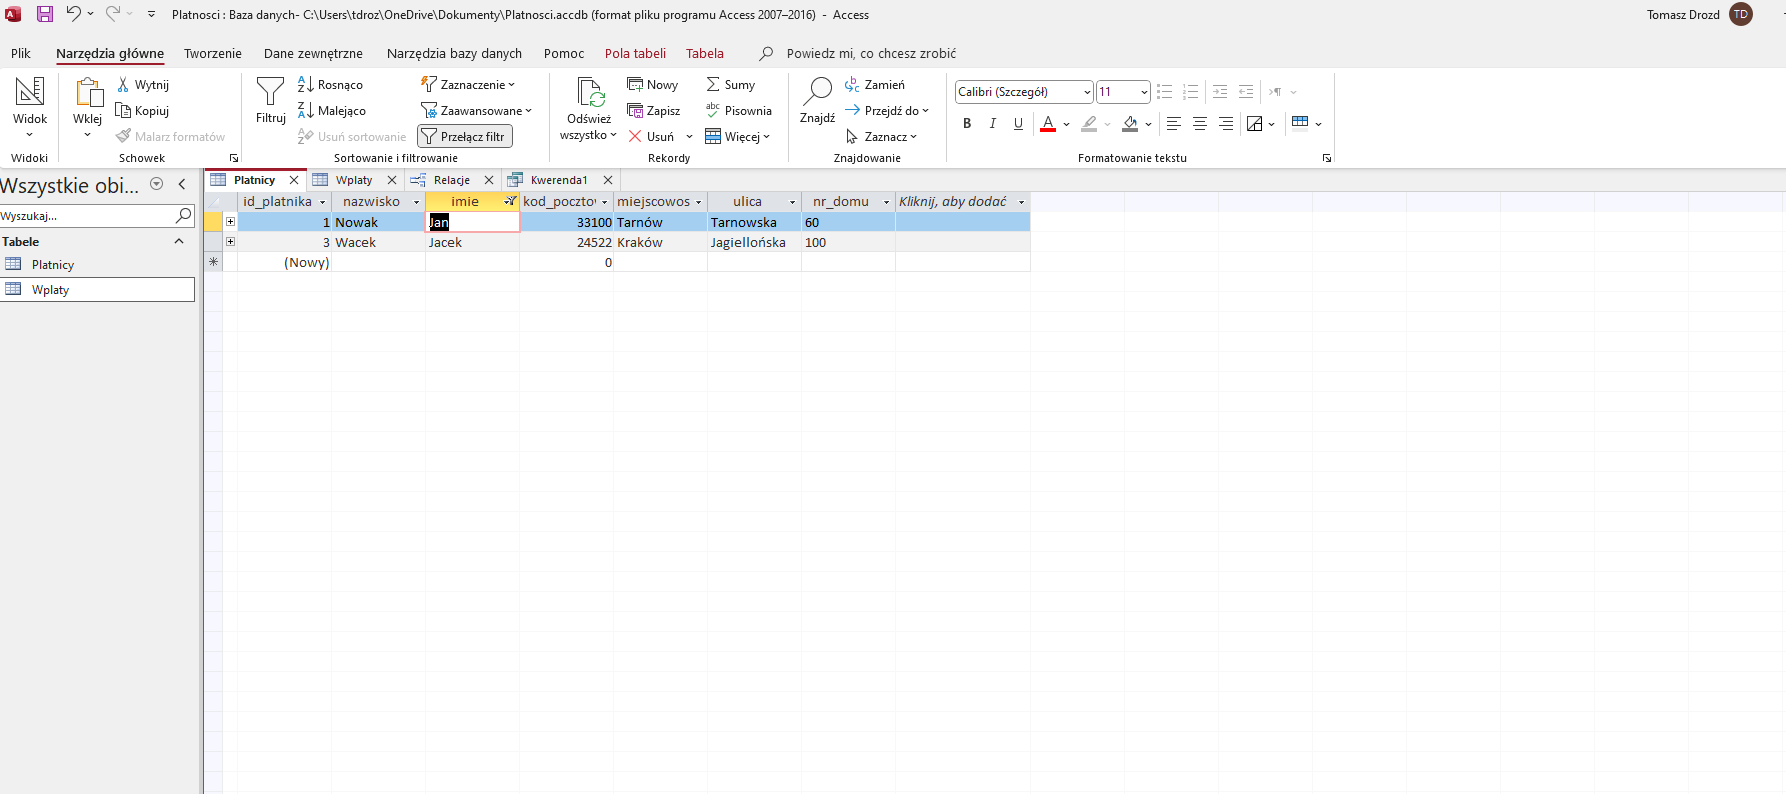 Platnosci : Baza danych- C:\Users\tdroz\OneDrive\Dokumenty\Platnosci.accdb (format pliku programu Access 2007–2016) - Access
Tomasz Drozd TD
Plik Narzędzia główne Tworzenie Dane zewnętrzne Narzędzia bazy danych Pomoc Pola tabeli Tabela Powiedz mi, co chcesz zrobić
Widok
Widoki
Wklej
Wytnij
Kopiuj
Malarz formatów
Schowek
Filtruj
Rosnąco
Malejąco
Usuń sortowanie
Zaznaczenie
Zaawansowane
Przełącz filtr
Sortowanie i filtrowanie
Odśwież
wszystko
Nowy
Zapisz
Usuń
Sumy
Pisownia
Więcej
Rekordy
Znajdź
Zamień
Przejdź do
Zaznacz
Znajdowanie
Calibri (Szczegół) 11
B I U A
Formatowanie tekstu
Wszystkie obi...
Wyszukaj...
Tabele
Platnicy
Wplaty
Platnicy Wplaty Relacje Kwerenda1
id_platnika nazwisko imie kod_pocztov miejscowos ulica nr_domu Kliknij, aby dodać
1 Nowak Jan 33100 Tarnów Tarnowska 60
3 Wacek Jacek 24522 Kraków Jagiellońska 100
(Nowy) 0